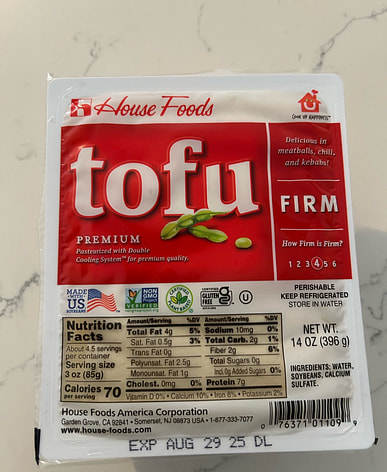 House Foods
COOK UP HAPPINESS!
tofu
Delicious in
meatballs, chili,
and kebabs!
PREMIUM
Pasteurized with Double
Cooling System™ for premium quality.
FIRM
How Firm is Firm?
1 2 3 4 5 6
MADE
WITH
US
SOYBEANS
NON
GMO
Project
VERIFIED
CERTIFIED
GLUTEN
FREE
U
PERISHABLE
KEEP REFRIGERATED
STORE IN WATER
NET WT.
14 OZ (396 g)
INGREDIENTS: WATER,
SOYBEANS, CALCIUM
SULFATE.
Nutrition
Facts
About 4.5 servings
per container
Serving size
3 oz (85g)
Calories
per serving 70
Amount/Serving %DV
Total Fat 4g 5%
Sat. Fat 0.5g 3%
Trans Fat 0g
Polyunsat. Fat 2.5g
Monounsat. Fat 1g
Cholest. 0mg 0%
Amount/Serving %DV
Sodium 10mg 0%
Total Carb. 2g 1%
Fiber 2g 6%
Total Sugars 0g
Incl. 0g Added Sugars 0%
Protein 7g
Vitamin D 0% • Calcium 10% • Iron 8% • Potassium 2%
House Foods America Corporation
Garden Grove, CA 92841 • Somerset, NJ 08873 USA • 1-877-333-7077
www.house-foods.com
0 76371 01109 9
EXP AUG 29 25 DL